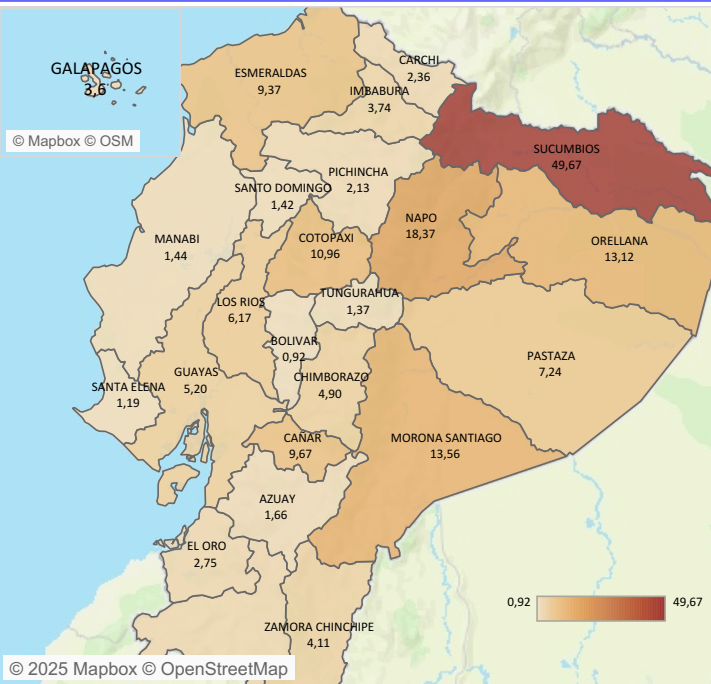 GALAPAGOS
3,6
© Mapbox © OSM
ESMERALDAS
9,37
CARCHI
2,36
IMBABURA
3,74
SUCUMBIOS
49,67
PICHINCHA
2,13
SANTO DOMINGO
1,42
NAPO
18,37
MANABI
1,44
COTOPAXI
10,96
ORELLANA
13,12
LOS RIOS
6,17
TUNGURAHUA
1,37
BOLIVAR
0,92
PASTAZA
7,24
SANTA ELENA
1,19
GUAYAS
5,20
CHIMBORAZO
4,90
CAÑAR
9,67
MORONA SANTIAGO
13,56
AZUAY
1,66
EL ORO
2,75
ZAMORA CHINCHIPE
4,11
0,92 49,67
© 2025 Mapbox © OpenStreetMap